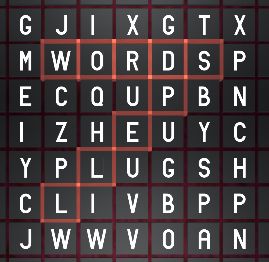 G J I X G T X
M W O R D S P
E C Q U P B N
I Z H E U Y C
Y P L U G S H
C L I V B P P
J W W V O A N